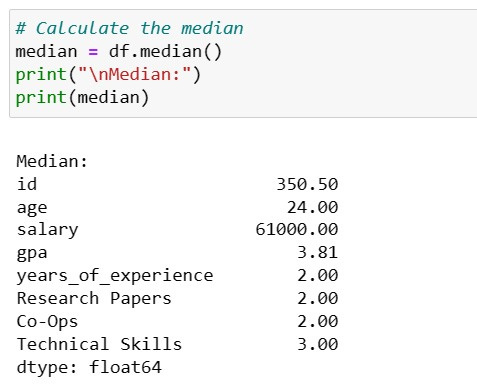 # Calculate the median
median = df.median()
print("\nMedian:")
print(median)
Median:
id 350.50
age 24.00
salary 61000.00
gpa 3.81
years_of_experience 2.00
Research Papers 2.00
Co-Ops 2.00
Technical Skills 3.00
dtype: float64